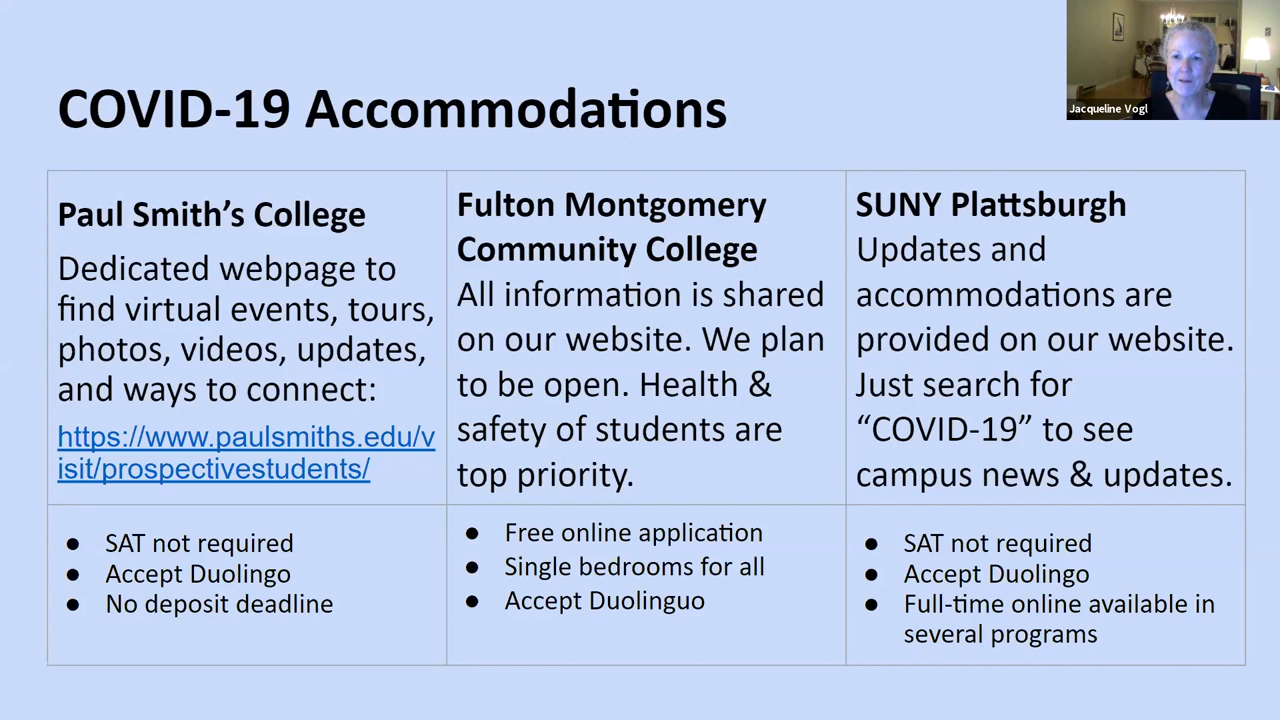 COVID-19 Accommodations
Jacqueline Vogl
Paul Smith’s College
Dedicated webpage to
find virtual events, tours,
photos, videos, updates,
and ways to connect:
https://www.paulsmiths.edu/v
isit/prospectivestudents/
Fulton Montgomery
Community College
All information is shared
on our website. We plan
to be open. Health &
safety of students are
top priority.
SUNY Plattsburgh
Updates and
accommodations are
provided on our website.
Just search for
“COVID-19” to see
campus news & updates.
● SAT not required
● Accept Duolingo
● No deposit deadline
● Free online application
● Single bedrooms for all
● Accept Duolinguo
● SAT not required
● Accept Duolingo
● Full-time online available in
several programs